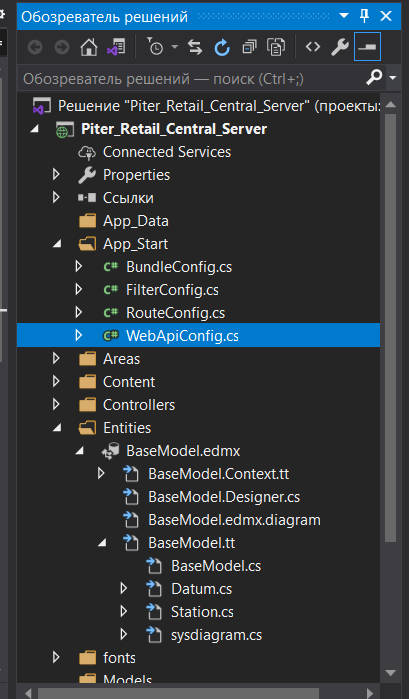 Обозреватель решений
Обозреватель решений — поиск (Ctrl+;)
Решение "Piter_Retail_Central_Server" (проекты:
Piter_Retail_Central_Server
Connected Services
Properties
Ссылки
App_Data
App_Start
C# BundleConfig.cs
C# FilterConfig.cs
C# RouteConfig.cs
C# WebApiConfig.cs
Areas
Content
Controllers
Entities
BaseModel.edmx
BaseModel.Context.tt
BaseModel.Designer.cs
BaseModel.edmx.diagram
BaseModel.tt
BaseModel.cs
Datum.cs
Station.cs
sysdiagram.cs
fonts
Models